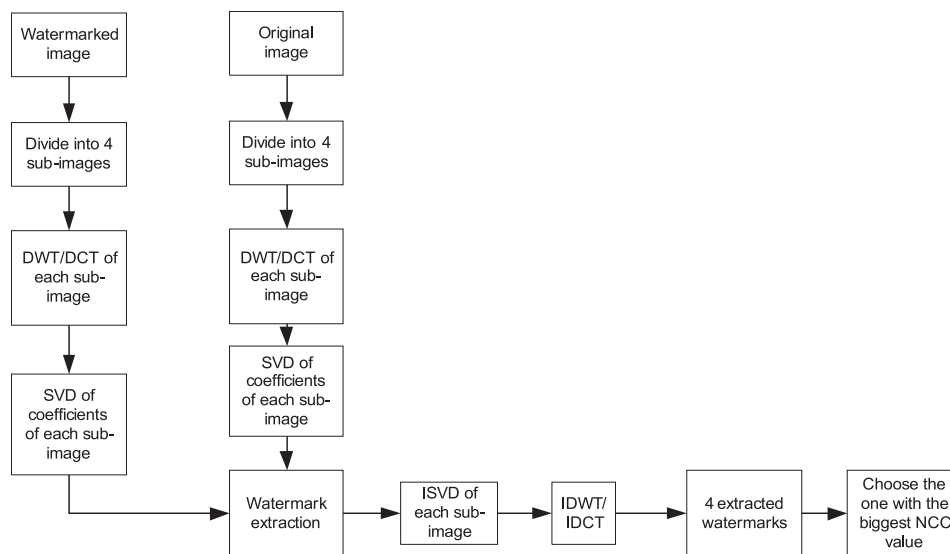 Watermarked
image
Divide into 4
sub-images
DWT/DCT of
each sub-
image
SVD of
coefficients
of each sub-
image
Original
image
Divide into 4
sub-images
DWT/DCT of
each sub-
image
SVD of
coefficients
of each sub-
image
Watermark
extraction
ISVD of
each sub-
image
IDWT/
IDCT
4 extracted
watermarks
Choose the
one with the
biggest NCC
value